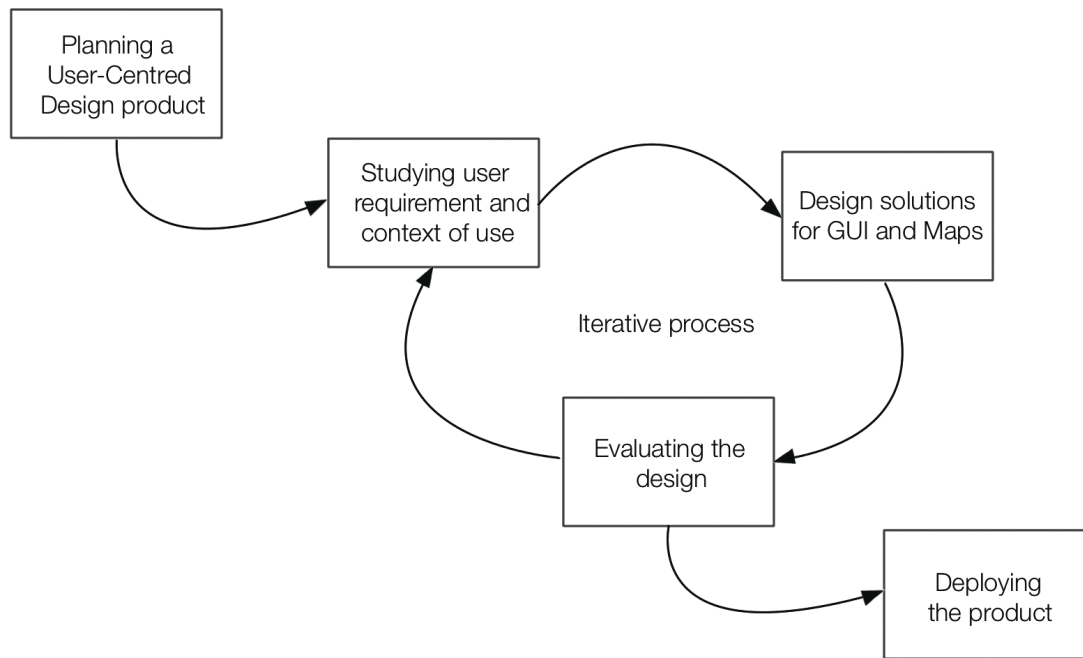 Planning a
User-Centred
Design product
Studying user
requirement and
context of use
Design solutions
for GUI and Maps
Iterative process
Evaluating the
design
Deploying
the product